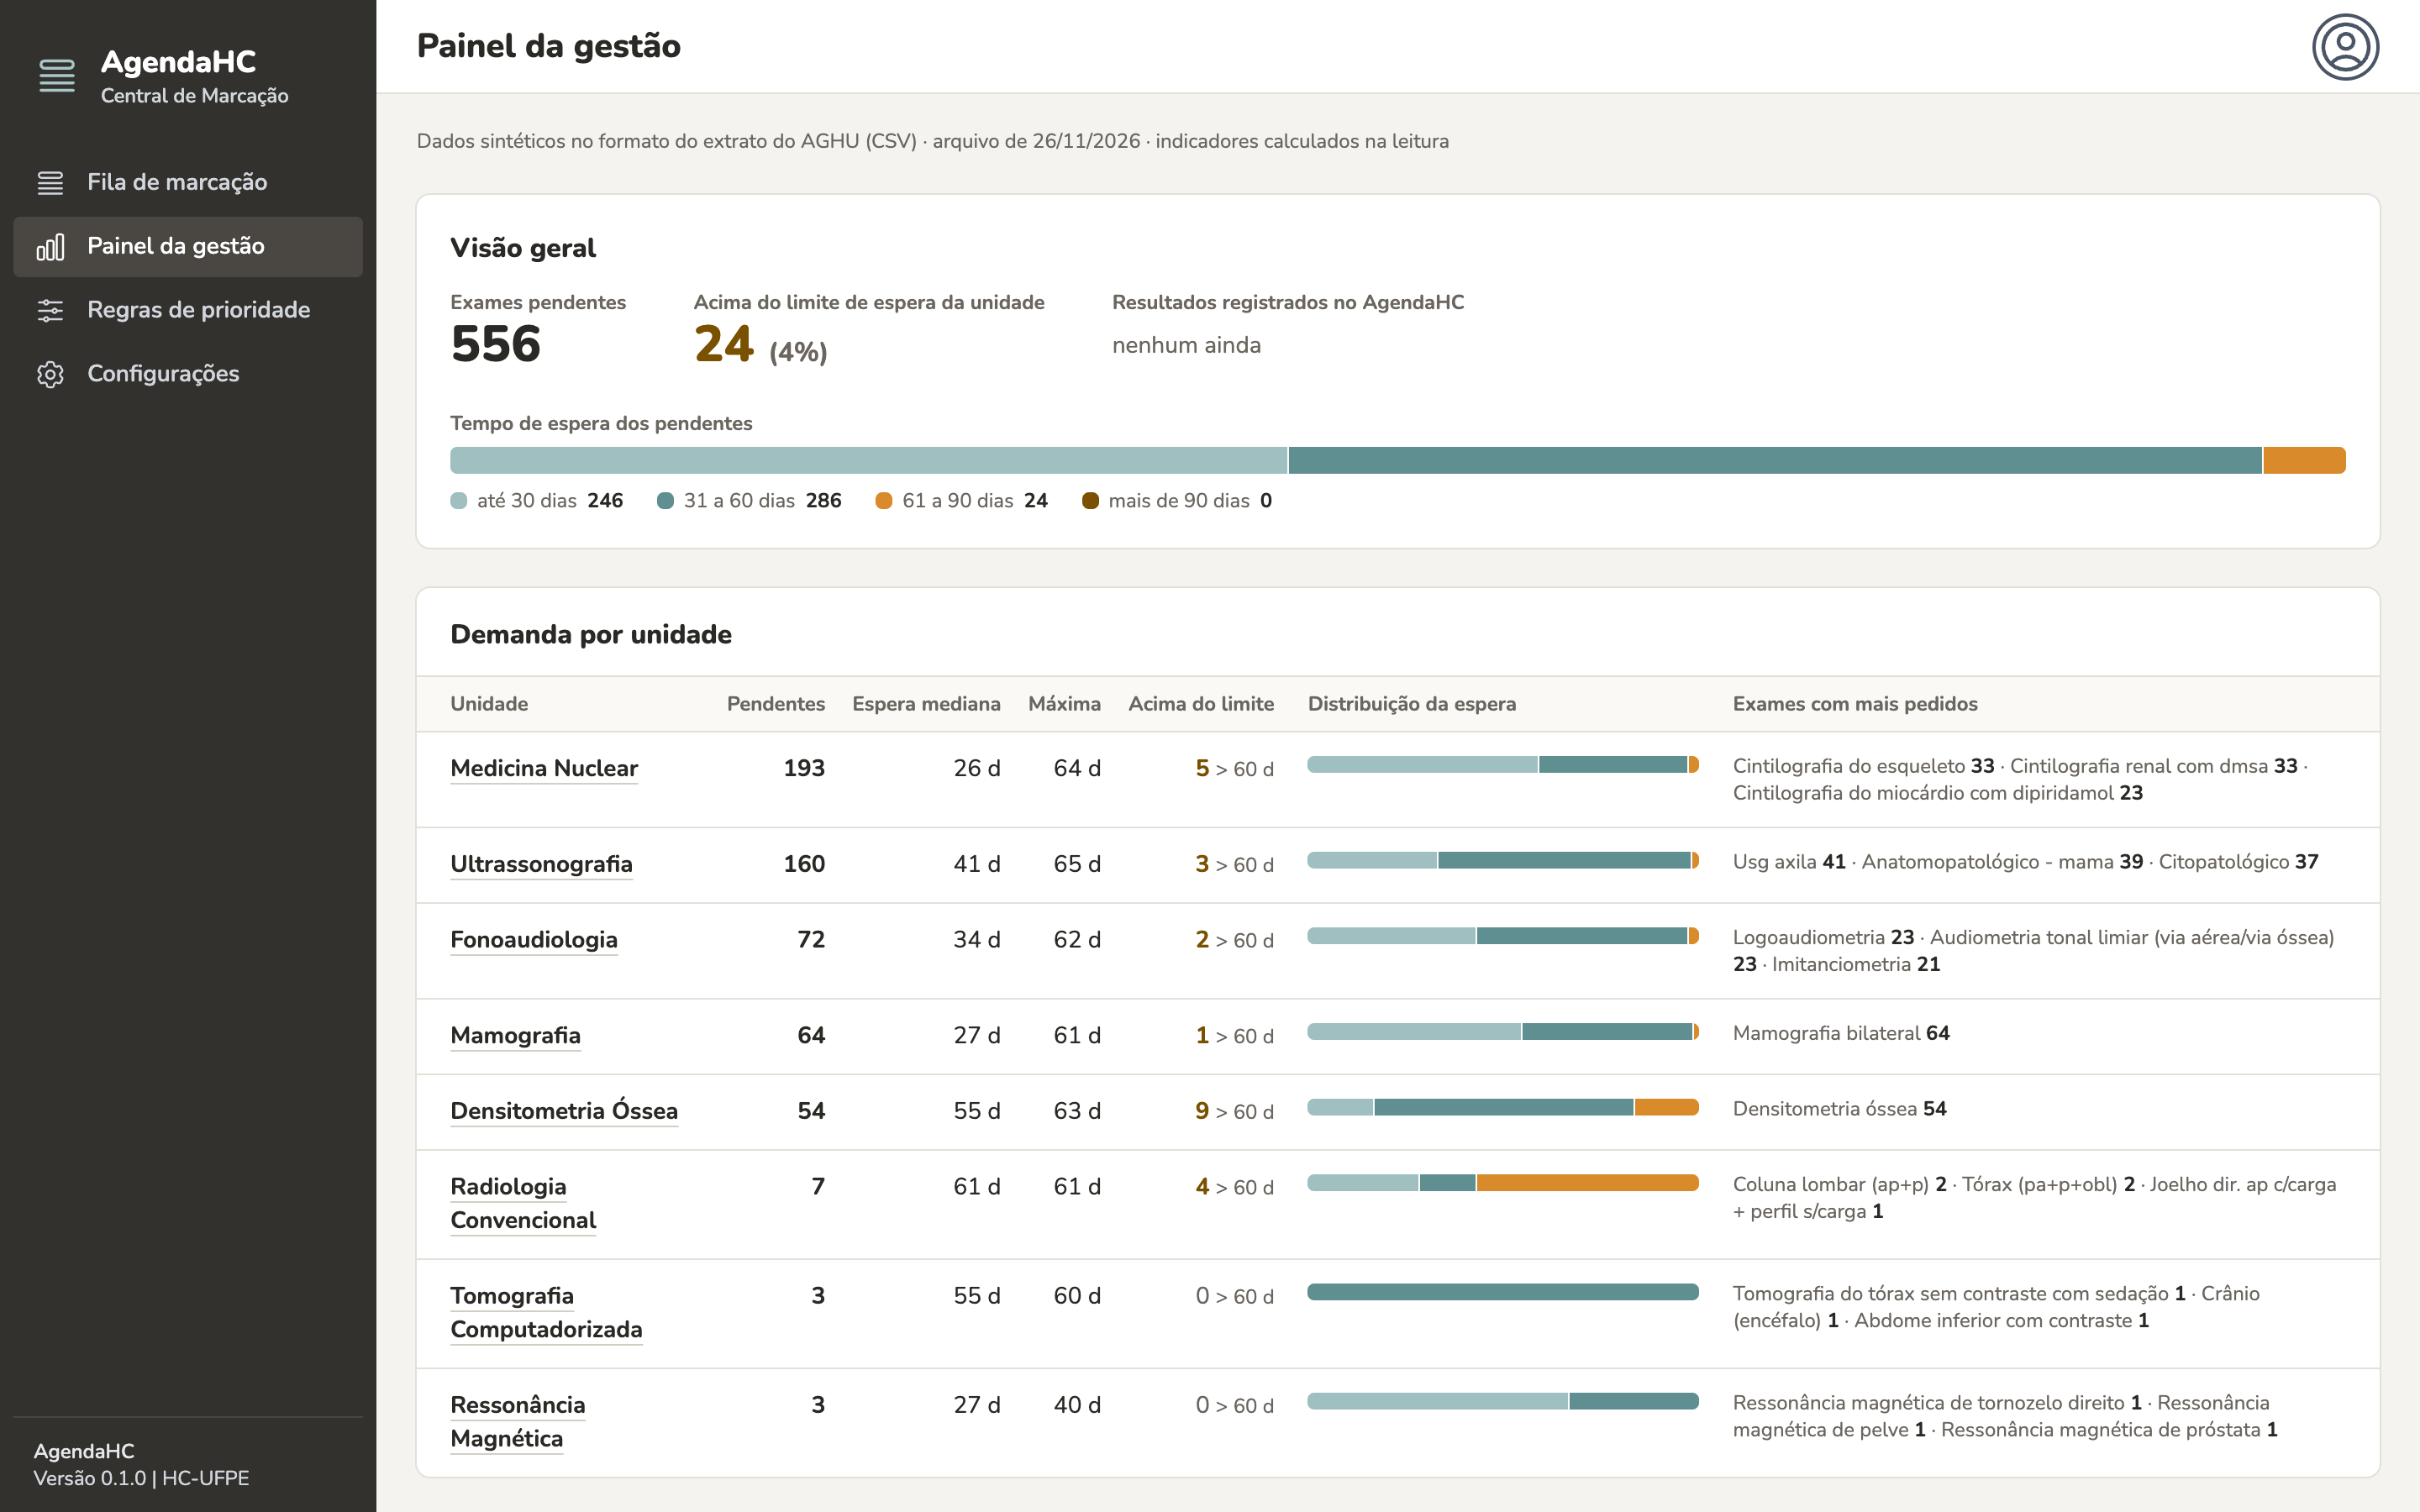 AgendaHC
Central de Marcação
Fila de marcação
Painel da gestão
Regras de prioridade
Configurações
AgendaHC
Versão 0.1.0 | HC-UFPE
Painel da gestão
Dados sintéticos no formato do extrato do AGHU (CSV) · arquivo de 26/11/2026 · indicadores calculados na leitura
Visão geral
Exames pendentes
556
Acima do limite de espera da unidade
24 (4%)
Resultados registrados no AgendaHC
nenhum ainda
Tempo de espera dos pendentes
até 30 dias 246 31 a 60 dias 286 61 a 90 dias 24 mais de 90 dias 0
Demanda por unidade
Unidade Pendentes Espera mediana Máxima Acima do limite Distribuição da espera Exames com mais pedidos
Medicina Nuclear 193 26 d 64 d 5 > 60 d Cintilografia do esqueleto 33 · Cintilografia renal com dmsa 33 ·
Cintilografia do miocárdio com dipiridamol 23
Ultrassonografia 160 41 d 65 d 3 > 60 d Usg axila 41 · Anatomopatológico - mama 39 · Citopatológico 37
Fonoaudiologia 72 34 d 62 d 2 > 60 d Logoaudiometria 23 · Audiometria tonal limiar (via aérea/via óssea)
23 · Imitanciometria 21
Mamografia 64 27 d 61 d 1 > 60 d Mamografia bilateral 64
Densitometria Óssea 54 55 d 63 d 9 > 60 d Densitometria óssea 54
Radiologia 7 61 d 61 d 4 > 60 d Coluna lombar (ap+p) 2 · Tórax (pa+p+obl) 2 · Joelho dir. ap c/carga
Convencional + perfil s/carga 1
Tomografia 3 55 d 60 d 0 > 60 d Tomografia do tórax sem contraste com sedação 1 · Crânio
Computadorizada (encéfalo) 1 · Abdome inferior com contraste 1
Ressonância 3 27 d 40 d 0 > 60 d Ressonância magnética de tornozelo direito 1 · Ressonância
Magnética magnética de pelve 1 · Ressonância magnética de próstata 1